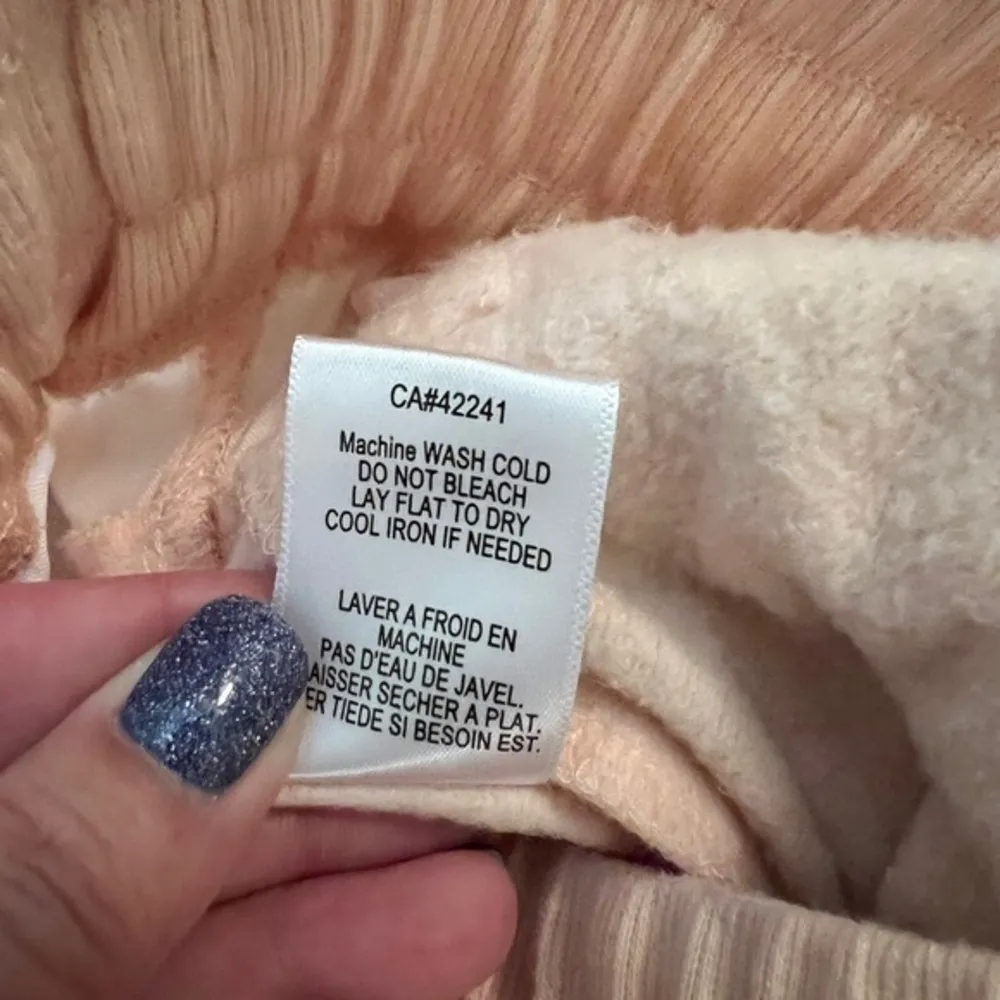 CA#42241
Machine WASH COLD
DO NOT BLEACH
LAY FLAT TO DRY
COOL IRON IF NEEDED
LAVER A FROID EN
MACHINE
PAS D'EAU DE JAVEL.
AISSER SECHER A PLAT.
ER TIEDE SI BESOIN EST.